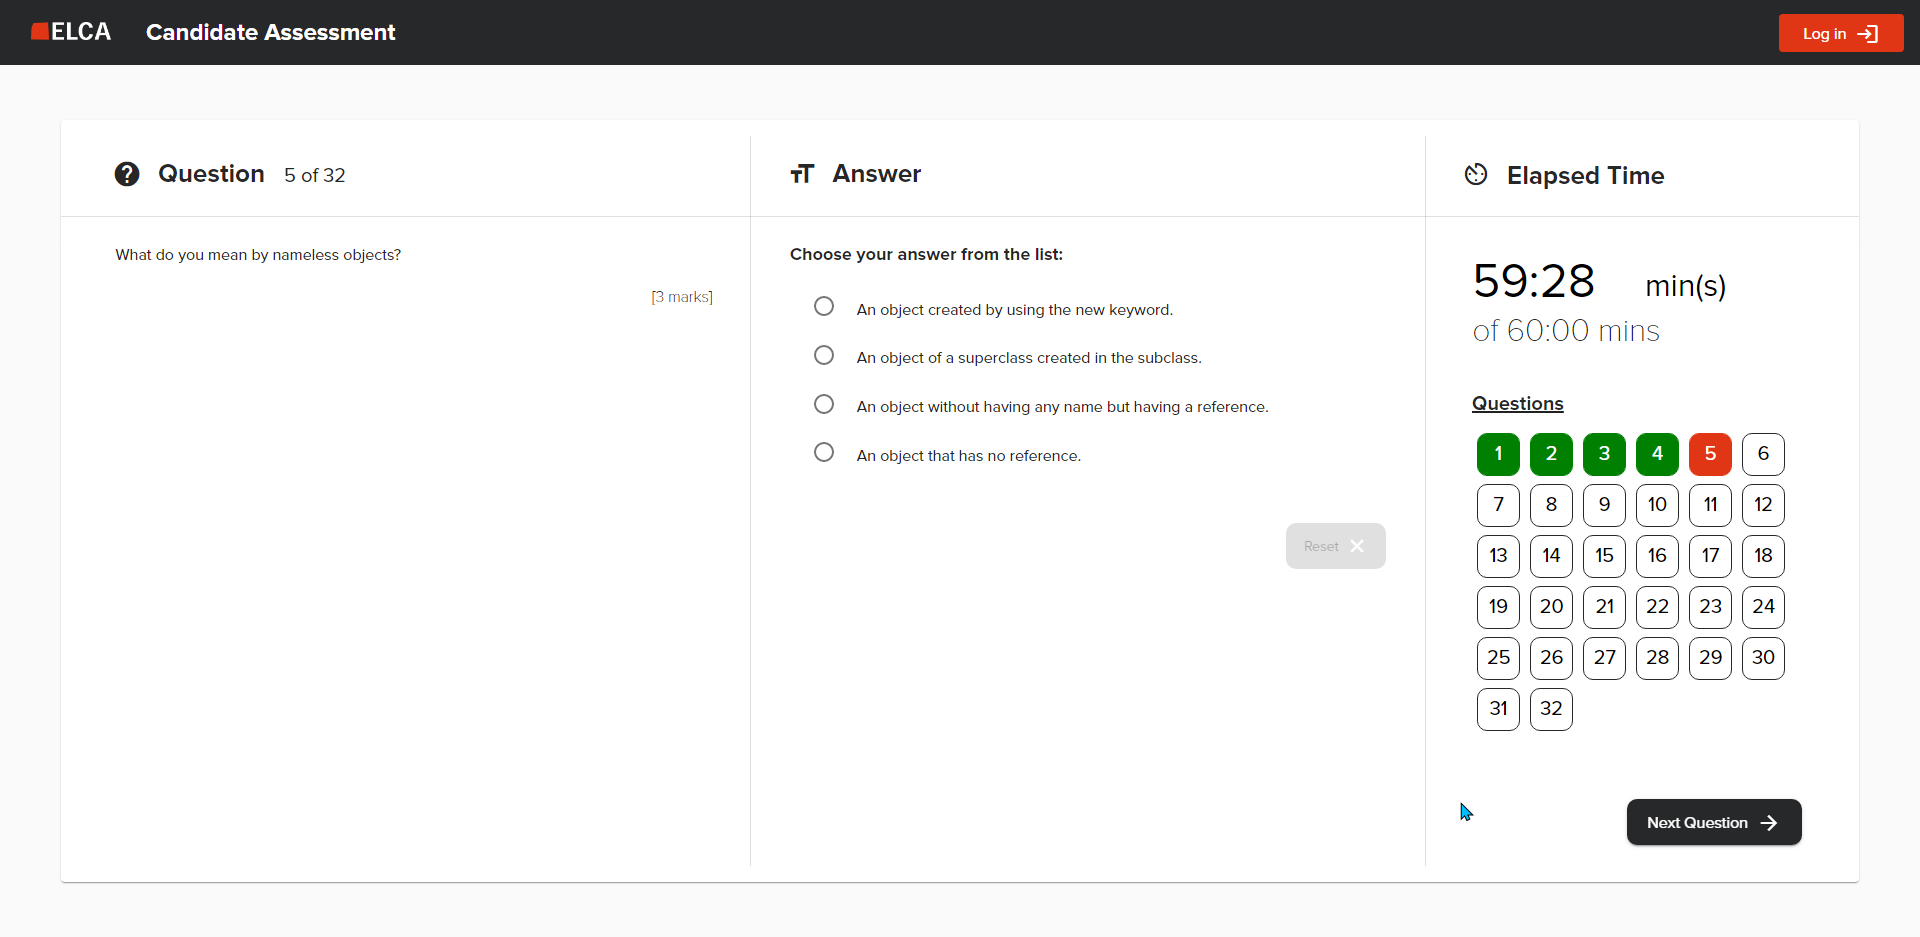 ELCA
Candidate Assessment
Log in
Question 5 of 32
What do you mean by nameless objects?
[3 marks]
Answer
Choose your answer from the list:
An object created by using the new keyword.
An object of a superclass created in the subclass.
An object without having any name but having a reference.
An object that has no reference.
Reset
Elapsed Time
59:28 min(s)
of 60:00 mins
Questions
1 2 3 4 5 6
7 8 9 10 11 12
13 14 15 16 17 18
19 20 21 22 23 24
25 26 27 28 29 30
31 32
Next Question